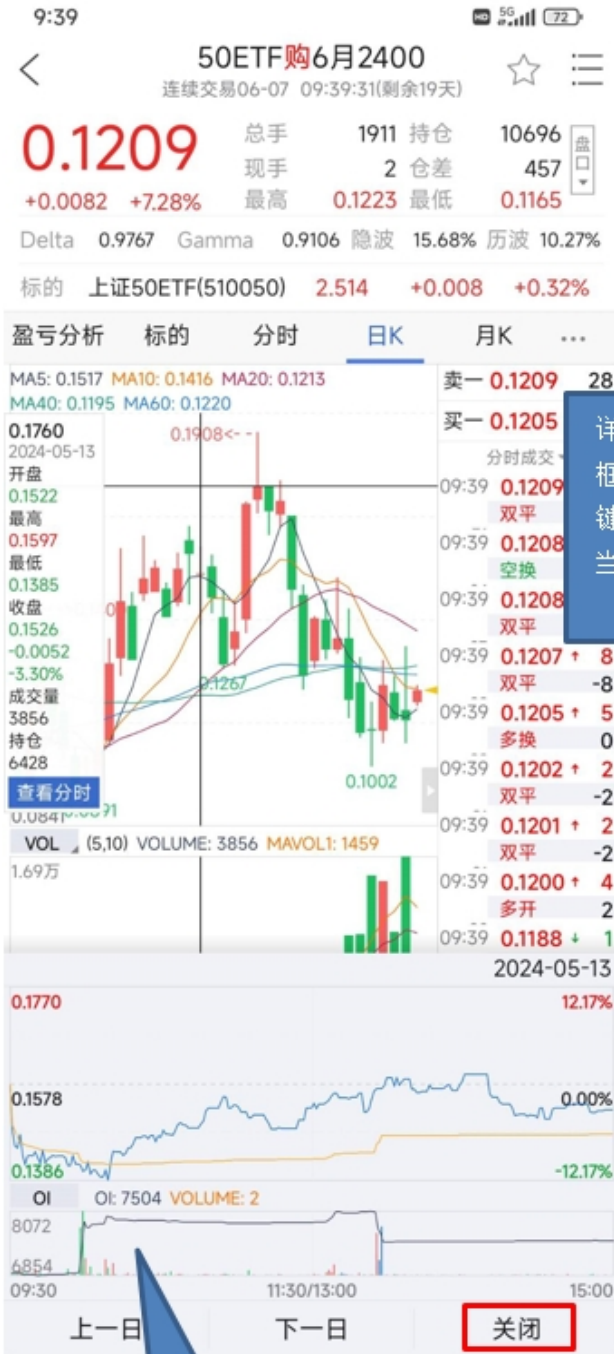 9:39
HD 5G 72
50ETF购6月2400
连续交易06-07 09:39:31(剩余19天)
0.1209
+0.0082 +7.28%
总手 1911 持仓 10696
现手 2 仓差 457
最高 0.1223 最低 0.1165
盘口
Delta 0.9767 Gamma 0.9106 隐波 15.68% 历波 10.27%
标的 上证50ETF(510050) 2.514 +0.008 +0.32%
盈亏分析 标的 分时 日K 月K ...
MA5: 0.1517 MA10: 0.1416 MA20: 0.1213
MA40: 0.1195 MA60: 0.1220
0.1760
2024-05-13
开盘
0.1522
最高
0.1597
最低
0.1385
收盘
0.1526
-0.0052
-3.30%
成交量
3856
持仓
6428
查看分时
0.1908<--
0.1267
0.1002
0.0841
卖一 0.1209 28
买一 0.1205
分时成交
09:39 0.1209
双平
09:39 0.1208
空换
09:39 0.1208
双平
09:39 0.1207 ↑ 8
双平 -8
09:39 0.1205 ↑ 5
多换 0
09:39 0.1202 ↑ 2
双平 -2
09:39 0.1201 ↑ 2
双平 -2
09:39 0.1200 ↑ 4
多开 2
09:39 0.1188 ↓ 1
详
框
键
当
VOL (5,10) VOLUME: 3856 MAVOL1: 1459
1.69万
2024-05-13
0.1770 12.17%
0.1578 0.00%
0.1386 -12.17%
OI OI: 7504 VOLUME: 2
8072
6854
09:30 11:30/13:00 15:00
上一日 下一日 关闭